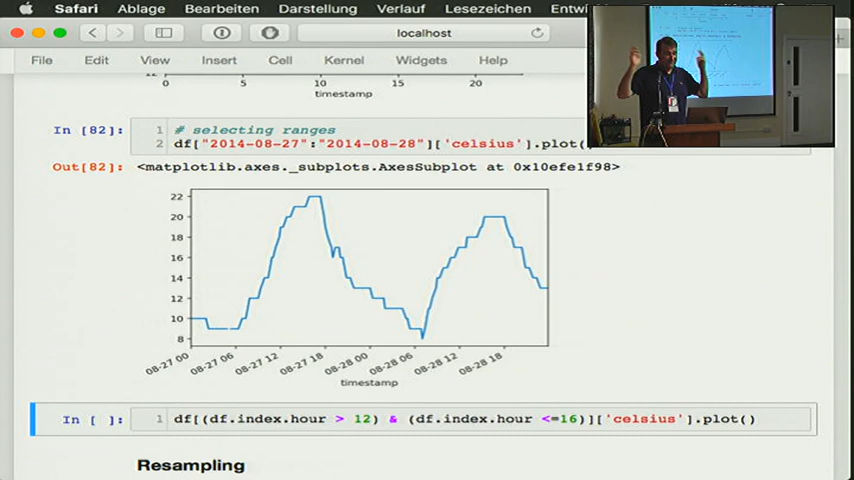 Safari Ablage Bearbeiten Darstellung Verlauf Lesezeichen Entwi
localhost
File Edit View Insert Cell Kernel Widgets Help
0 5 10 15 20
timestamp
In [82]: 1 # selecting ranges
2 df["2014-08-27":"2014-08-28"]['celsius'].plot()
Out[82]: <matplotlib.axes._subplots.AxesSubplot at 0x10efe1f98>
22
20
18
16
14
12
10
8
08-27 00 08-27 06 08-27 12 08-27 18 08-28 00 08-28 06 08-28 12 08-28 18
timestamp
In [ ]: 1 df[(df.index.hour > 12) & (df.index.hour <=16)]['celsius'].plot()
Resampling